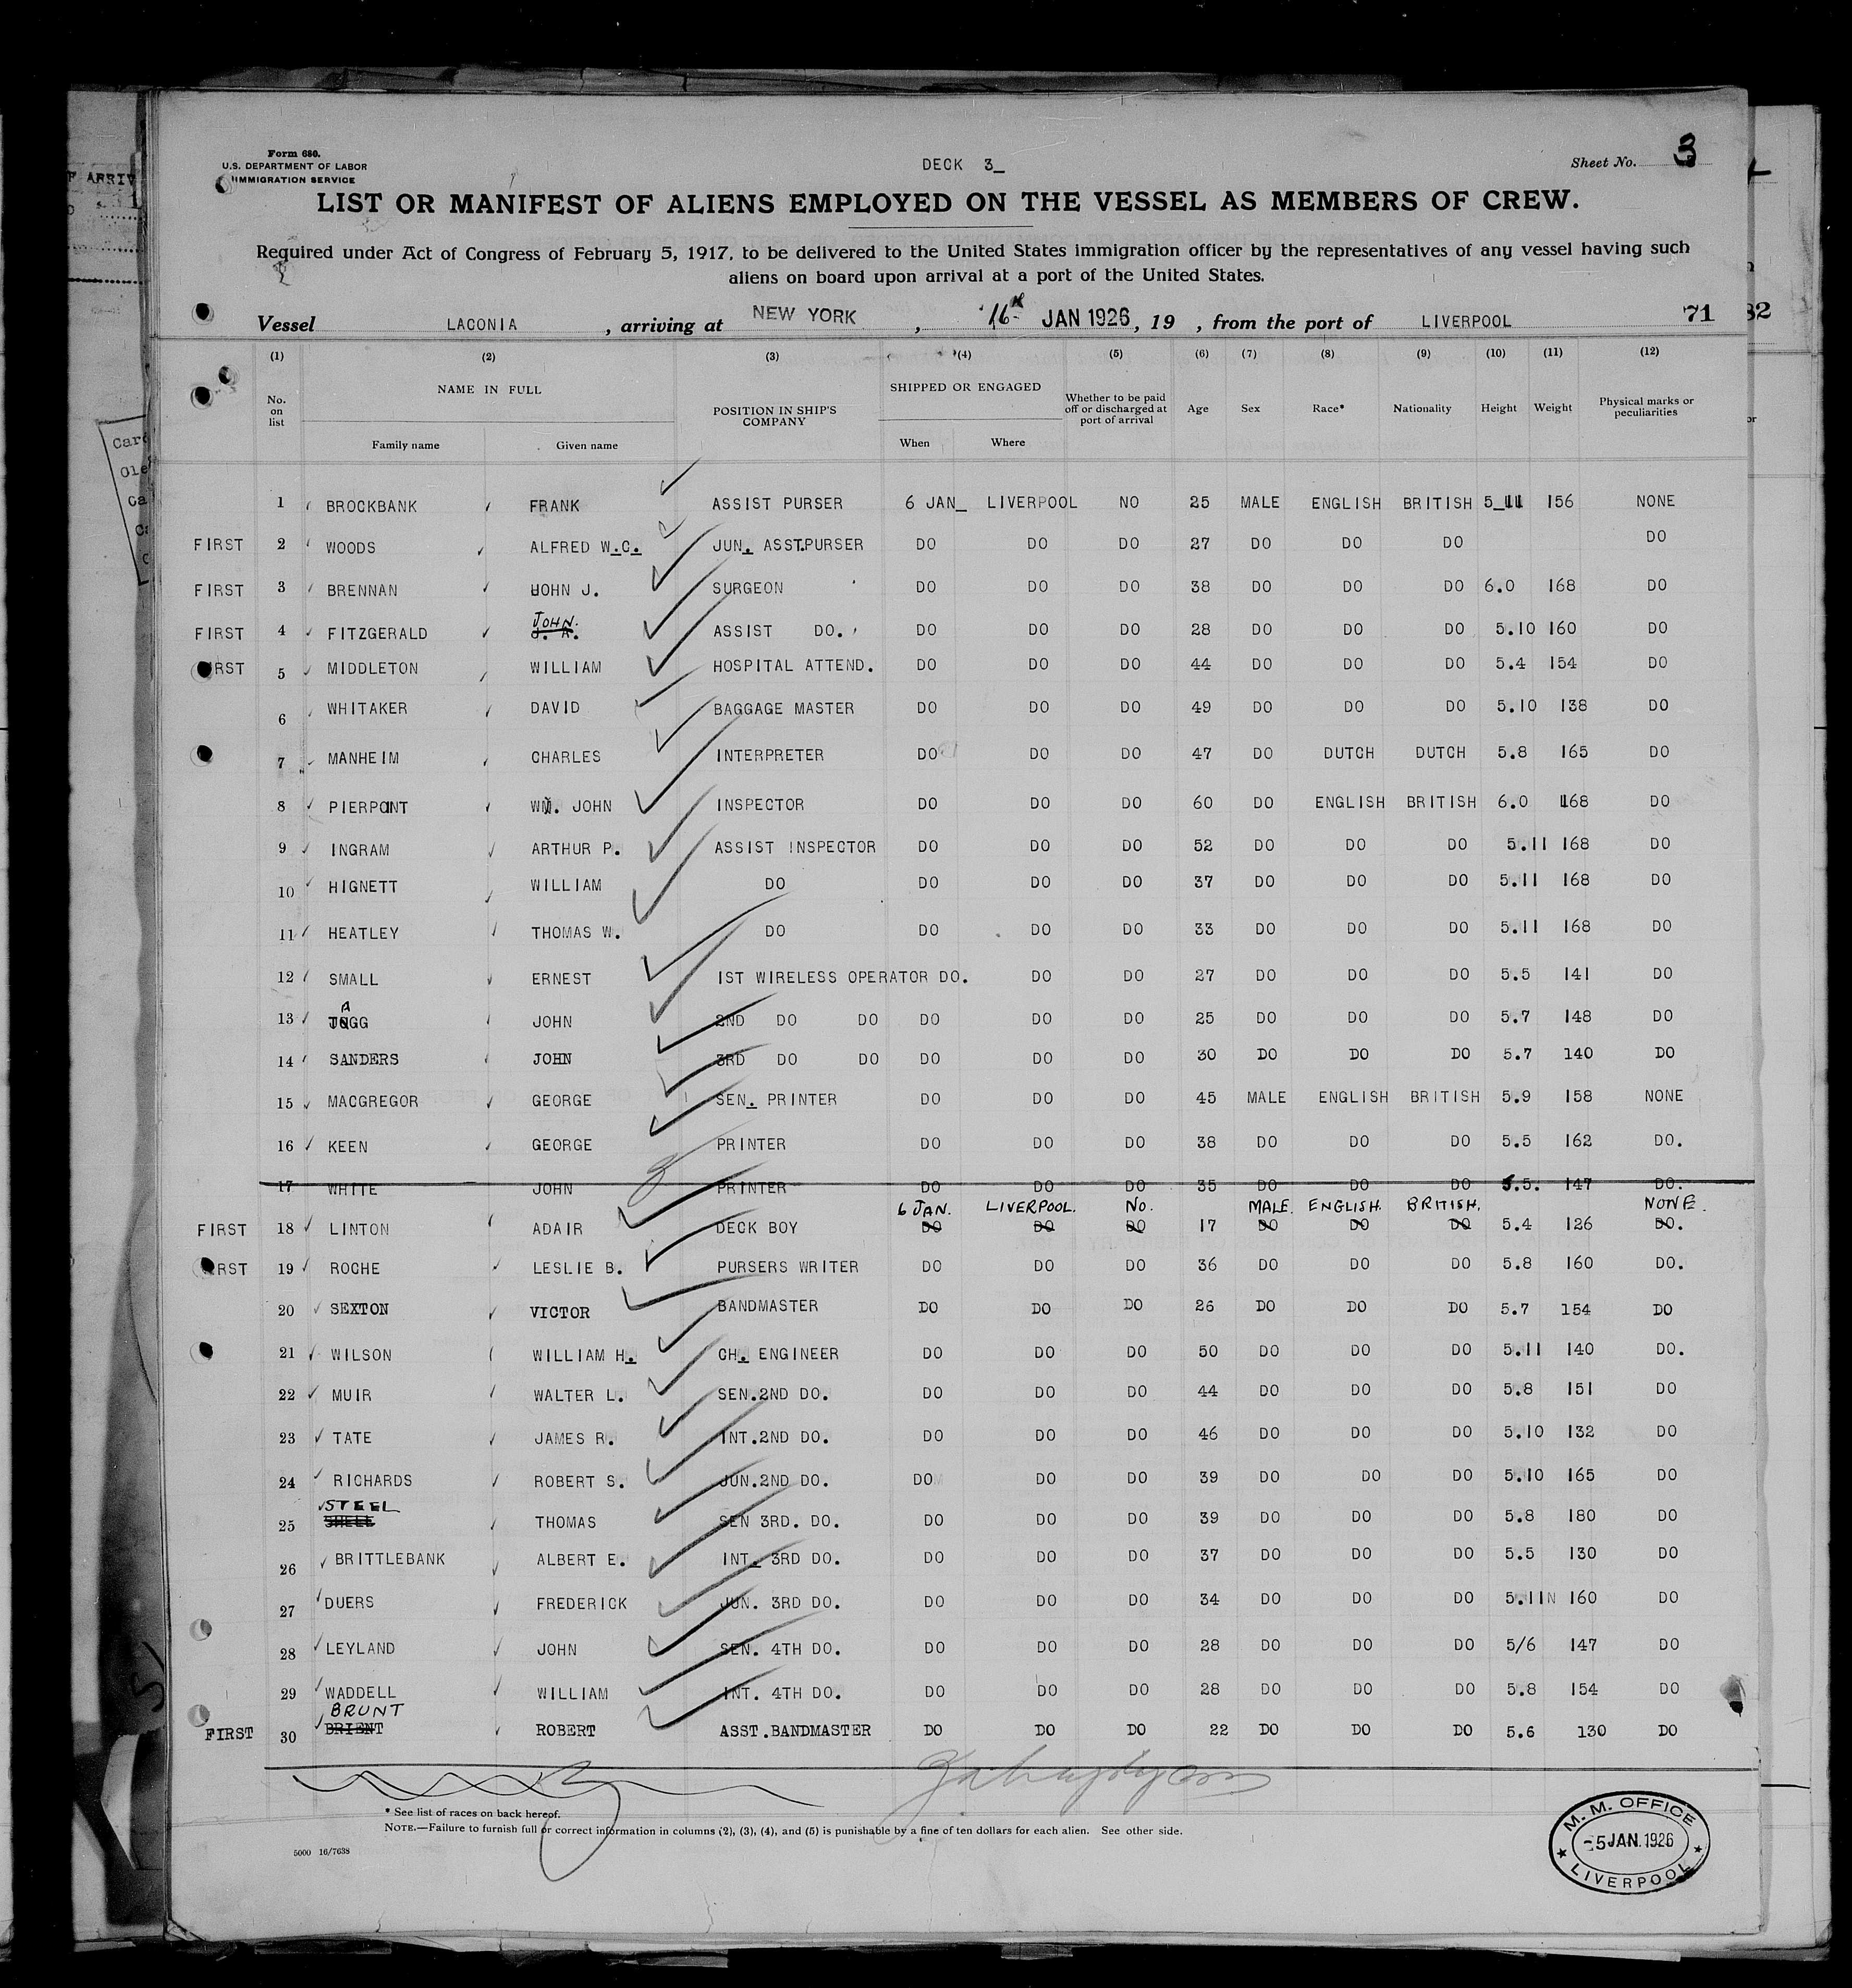 Form 680.
U.S. DEPARTMENT OF LABOR
IMMIGRATION SERVICE
DECK 3_
Sheet No. 3
LIST OR MANIFEST OF ALIENS EMPLOYED ON THE VESSEL AS MEMBERS OF CREW.
Required under Act of Congress of February 5, 1917, to be delivered to the United States immigration officer by the representatives of any vessel having such
aliens on board upon arrival at a port of the United States.
Vessel LACONIA, arriving at NEW YORK, 16th JAN 1926, 19 , from the port of LIVERPOOL 71
(1) (2) (3) (4) (5) (6) (7) (8) (9) (10) (11) (12)
No. on list NAME IN FULL Family name Given name POSITION IN SHIP'S COMPANY SHIPPED OR ENGAGED When Where Whether to be paid off or discharged at port of arrival Age Sex Race* Nationality Height Weight Physical marks or peculiarities
1 BROCKBANK FRANK ASSIST PURSER 6 JAN_ LIVERPOOL NO 25 MALE ENGLISH BRITISH 5_11 156 NONE
FIRST 2 WOODS ALFRED W.C. JUN. ASST.PURSER DO DO DO 27 DO DO DO DO
FIRST 3 BRENNAN JOHN J. SURGEON DO DO DO 38 DO DO DO 6.0 168 DO
FIRST 4 FITZGERALD JOHN. J. A. ASSIST DO. DO DO DO 28 DO DO DO 5.10 160 DO
FIRST 5 MIDDLETON WILLIAM HOSPITAL ATTEND. DO DO DO 44 DO DO DO 5.4 154 DO
6 WHITAKER DAVID BAGGAGE MASTER DO DO DO 49 DO DO DO 5.10 138 DO
7 MANHEIM CHARLES INTERPRETER DO DO DO 47 DO DUTCH DUTCH 5.8 165 DO
8 PIERPOINT WM. JOHN INSPECTOR DO DO DO 60 DO ENGLISH BRITISH 6.0 168 DO
9 INGRAM ARTHUR P. ASSIST INSPECTOR DO DO DO 52 DO DO DO 5.11 168 DO
10 HIGNETT WILLIAM DO DO DO DO 37 DO DO DO 5.11 168 DO
11 HEATLEY THOMAS W. DO DO DO DO 33 DO DO DO 5.11 168 DO
12 SMALL ERNEST 1ST WIRELESS OPERATOR DO. DO DO 27 DO DO DO 5.5 141 DO
13 JAGG JOHN 2ND DO DO DO DO DO 25 DO DO DO 5.7 148 DO
14 SANDERS JOHN 3RD DO DO DO DO DO 30 DO DO DO 5.7 140 DO
15 MACGREGOR GEORGE SEN. PRINTER DO DO DO 45 MALE ENGLISH BRITISH 5.9 158 NONE
16 KEEN GEORGE PRINTER DO DO DO 38 DO DO DO 5.5 162 DO.
17 WHITE JOHN PRINTER DO DO DO 35 DO DO DO 5.5. 147 DO.
6 JAN. LIVERPOOL. No. MALE. ENGLISH. BRITISH. NONE.
FIRST 18 LINTON ADAIR DECK BOY DO DO DO 17 DO DO DO 5.4 126 DO.
FIRST 19 ROCHE LESLIE B. PURSERS WRITER DO DO DO 36 DO DO DO 5.8 160 DO.
20 SEXTON VICTOR BANDMASTER DO DO DO 26 DO DO DO 5.7 154 DO
21 WILSON WILLIAM H. CH. ENGINEER DO DO DO 50 DO DO DO 5.11 140 DO.
22 MUIR WALTER L. SEN.2ND DO. DO DO DO 44 DO DO DO 5.8 151 DO
23 TATE JAMES R. INT.2ND DO. DO DO DO 46 DO DO DO 5.10 132 DO
24 RICHARDS ROBERT S. JUN.2ND DO. DO DO DO 39 DO DO DO 5.10 165 DO
STEEL
25 SHELL THOMAS SEN 3RD. DO. DO DO DO 39 DO DO DO 5.8 180 DO
26 BRITTLEBANK ALBERT E. INT. 3RD DO. DO DO DO 37 DO DO DO 5.5 130 DO
27 DUERS FREDERICK JUN. 3RD DO. DO DO DO 34 DO DO DO 5.11 160 DO
28 LEYLAND JOHN SEN. 4TH DO. DO DO DO 28 DO DO DO 5/6 147 DO
29 WADDELL WILLIAM INT. 4TH DO. DO DO DO 28 DO DO DO 5.8 154 DO
BRUNT
FIRST 30 BRIENT ROBERT ASST.BANDMASTER DO DO DO 22 DO DO DO 5.6 130 DO
* See list of races on back hereof.
NOTE.—Failure to furnish full or correct information in columns (2), (3), (4), and (5) is punishable by a fine of ten dollars for each alien. See other side.
5000 16/7638
M. M. OFFICE
-5 JAN. 1926
LIVERPOOL